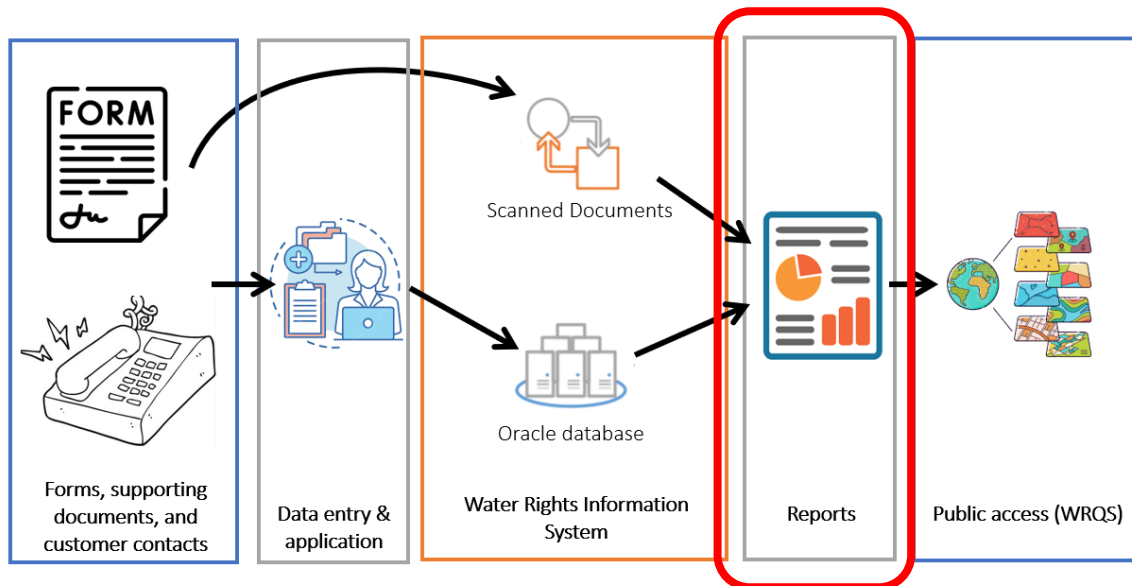 FORM
Scanned Documents
Oracle database
Forms, supporting
documents, and
customer contacts
Data entry &
application
Water Rights Information
System
Reports
Public access (WRQS)